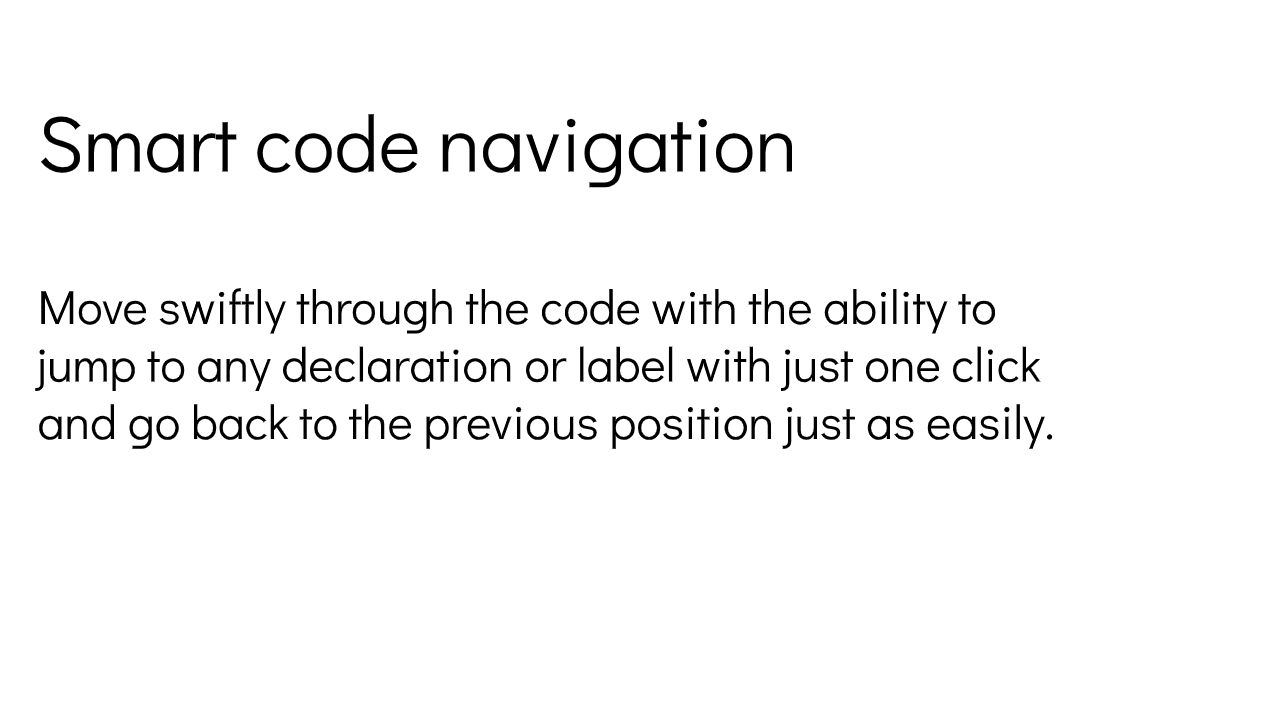 Smart code navigation
Move swiftly through the code with the ability to
jump to any declaration or label with just one click
and go back to the previous position just as easily.